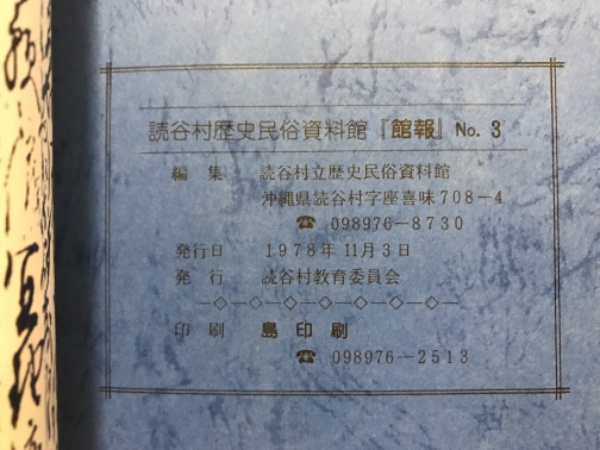 読谷村歴史民俗資料館『館報』No. 3
編 集 読谷村立歴史民俗資料館
沖縄県読谷村字座喜味708-4
☎ 098976-8730
発行日 1978年11月3日
発 行 読谷村教育委員会
印 刷 島 印 刷
☎ 098976-2513